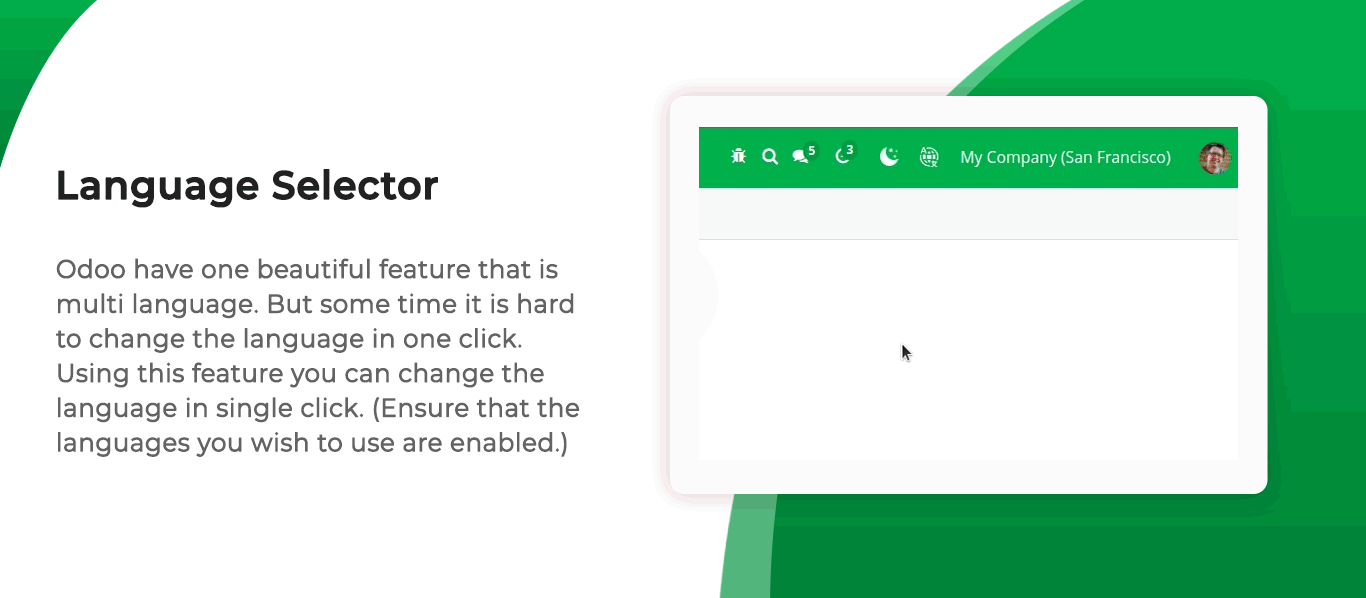 Language Selector
Odoo have one beautiful feature that is
multi language. But some time it is hard
to change the language in one click.
Using this feature you can change the
language in single click. (Ensure that the
languages you wish to use are enabled.)
5 3 My Company (San Francisco)